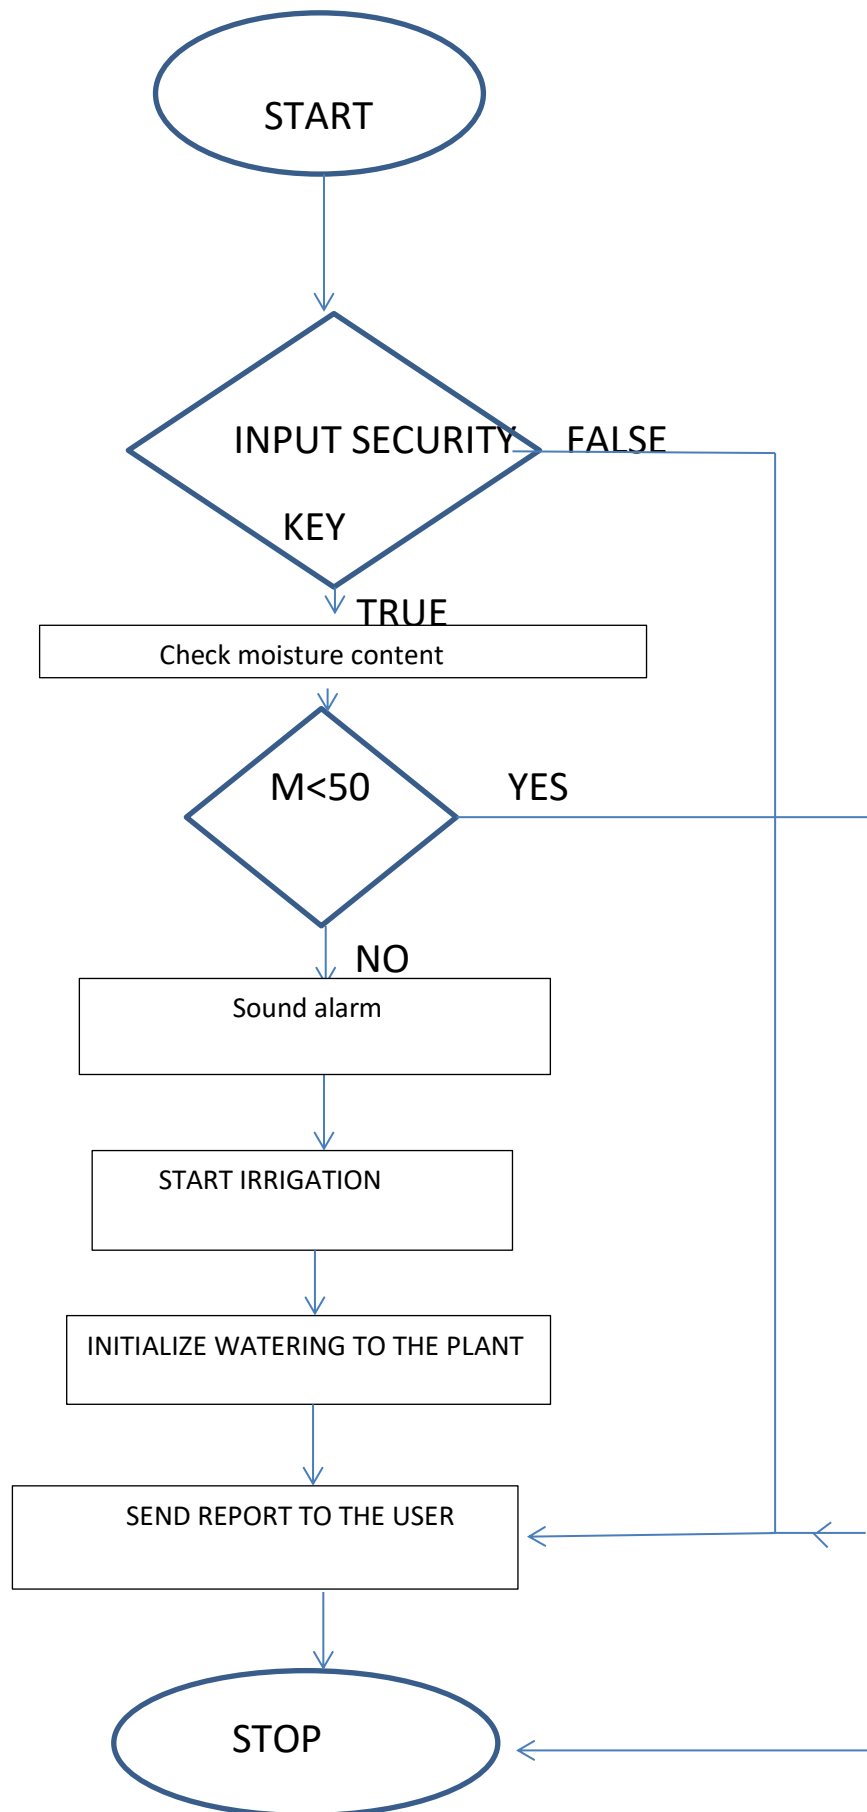 START
INPUT SECURITY FALSE
KEY
TRUE
Check moisture content
M<50 YES
NO
Sound alarm
START IRRIGATION
INITIALIZE WATERING TO THE PLANT
SEND REPORT TO THE USER
STOP